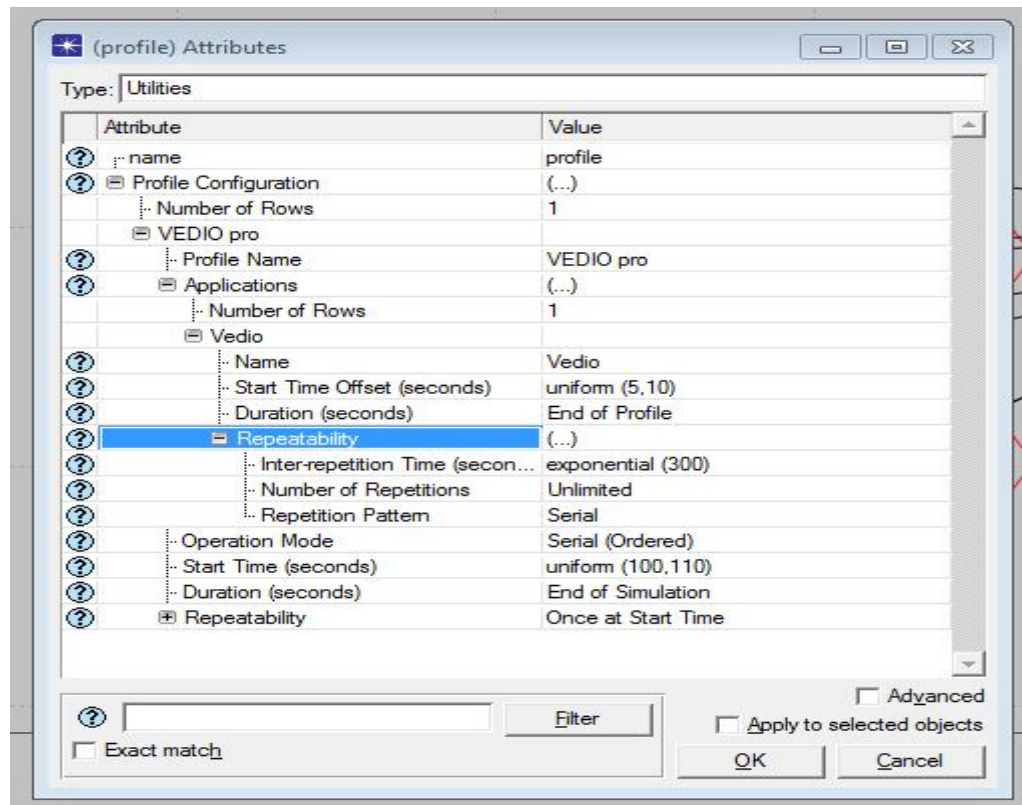 (profile) Attributes
Type: Utilities
Attribute Value
name profile
Profile Configuration (...)
Number of Rows 1
VEDIO pro
Profile Name VEDIO pro
Applications (...)
Number of Rows 1
Vedio
Name Vedio
Start Time Offset (seconds) uniform (5,10)
Duration (seconds) End of Profile
Repeatability (...)
Inter-repetition Time (secon... exponential (300)
Number of Repetitions Unlimited
Repetition Pattern Serial
Operation Mode Serial (Ordered)
Start Time (seconds) uniform (100,110)
Duration (seconds) End of Simulation
Repeatability Once at Start Time
Advanced
Filter
Apply to selected objects
Exact match
OK Cancel